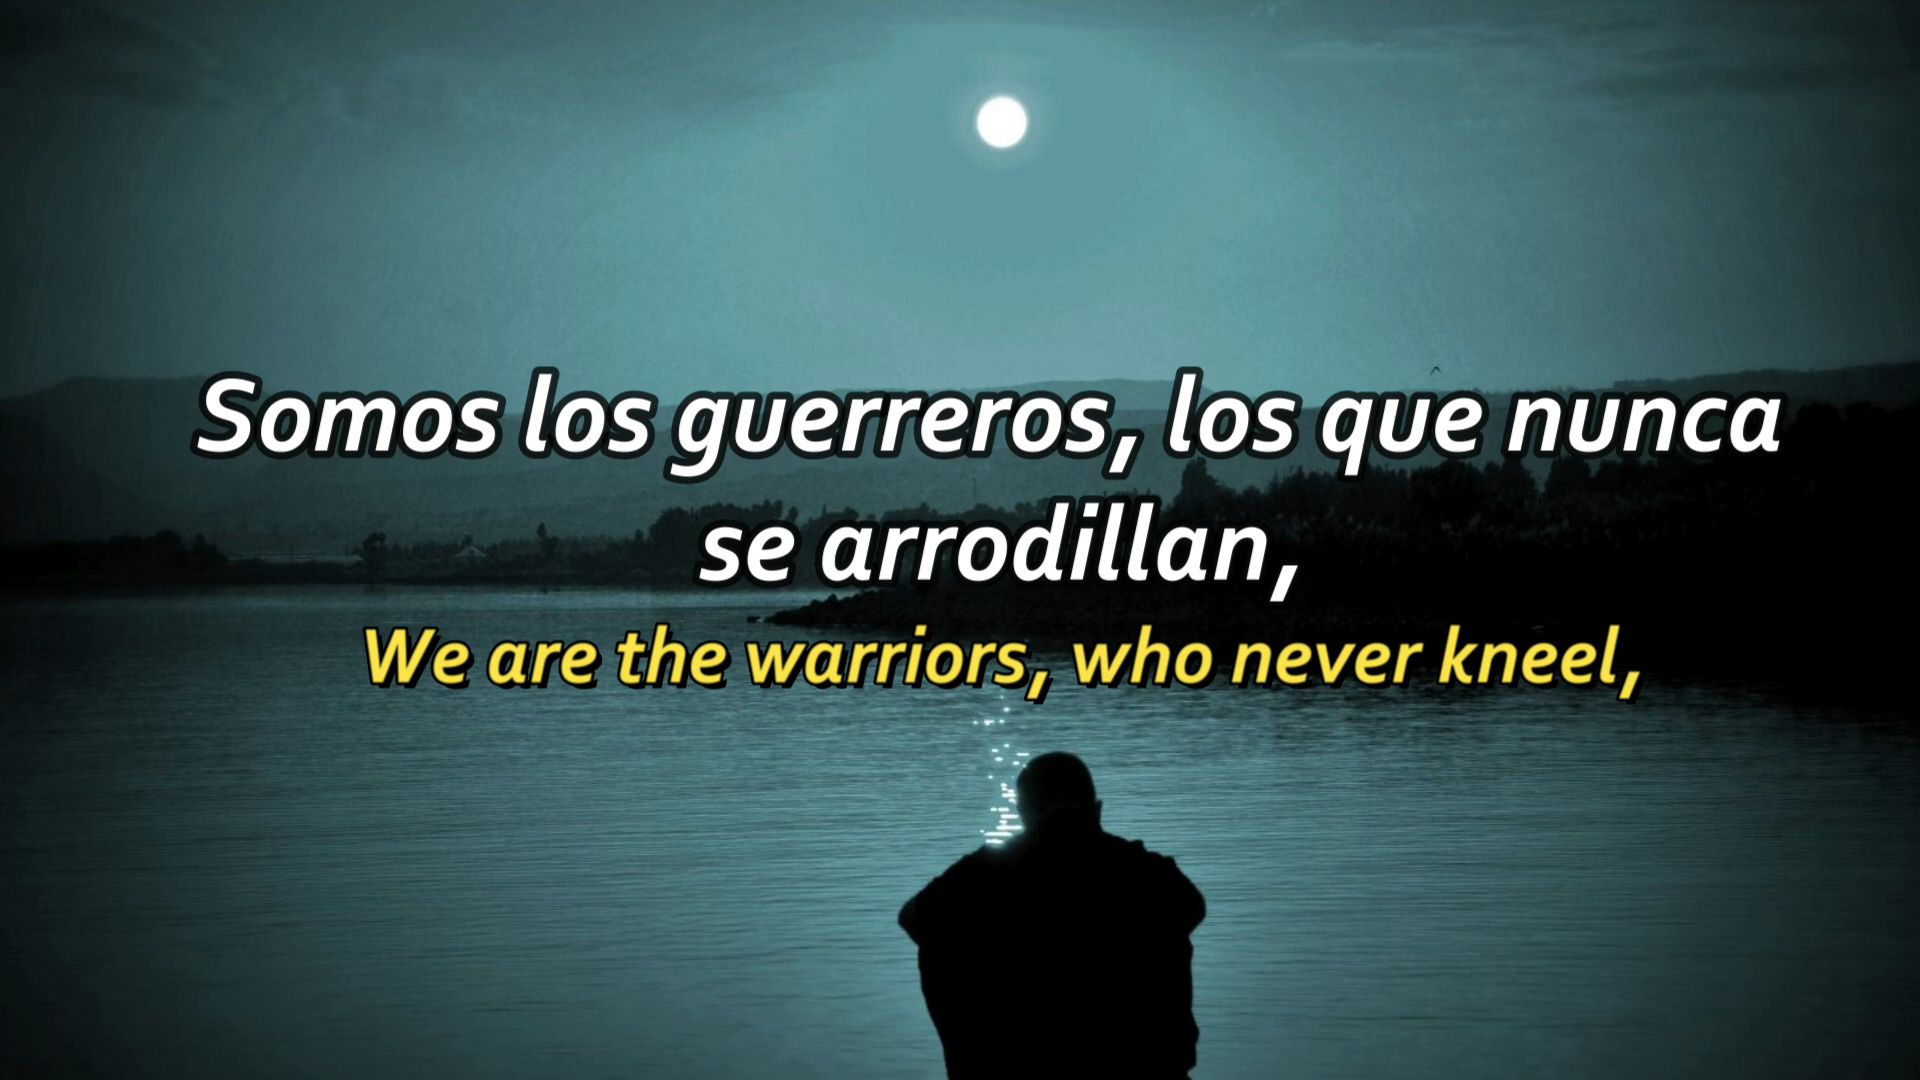 Somos los guerreros, los que nunca
se arrodillan,
We are the warriors, who never kneel,